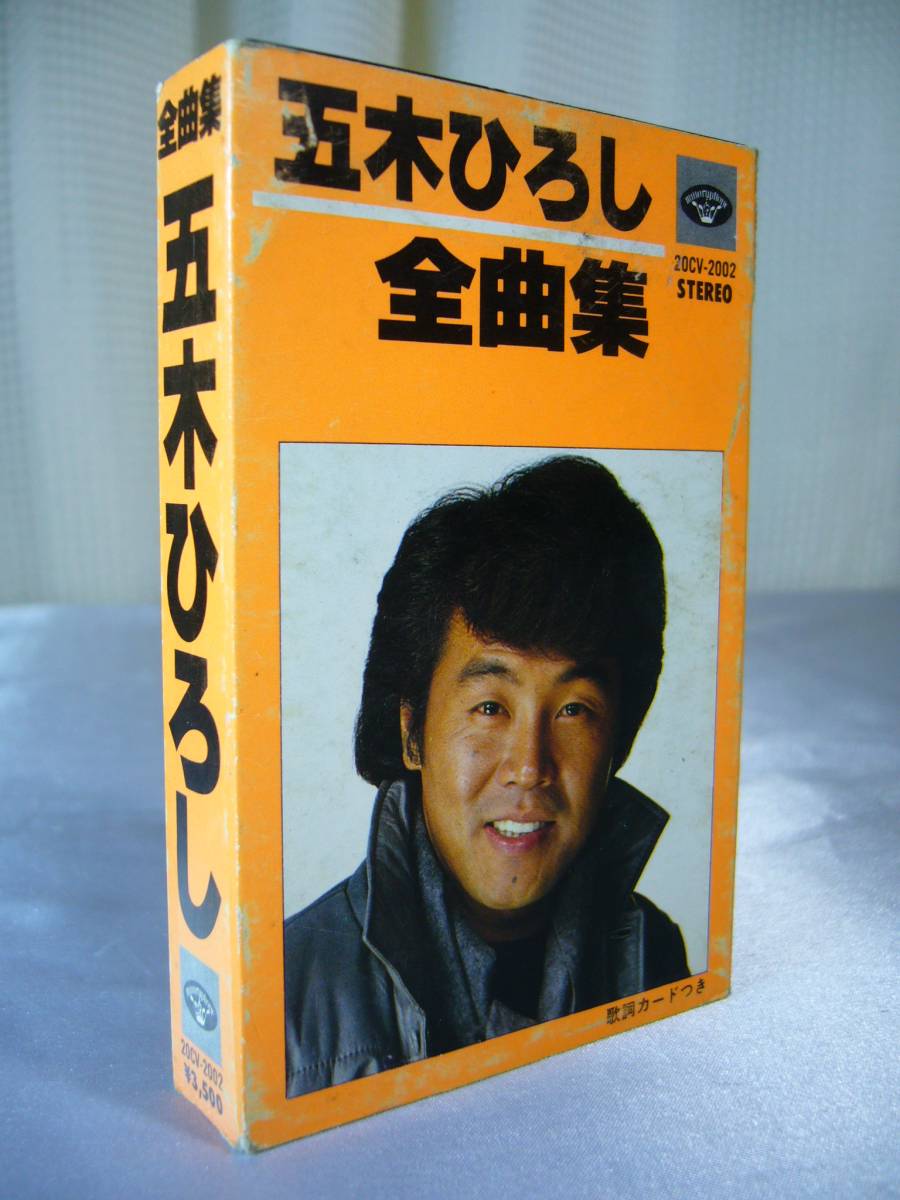 全曲集
五木ひろし
20CV-2002
¥3,500
五木ひろし
全曲集
20CV-2002
STEREO
歌詞カードつき